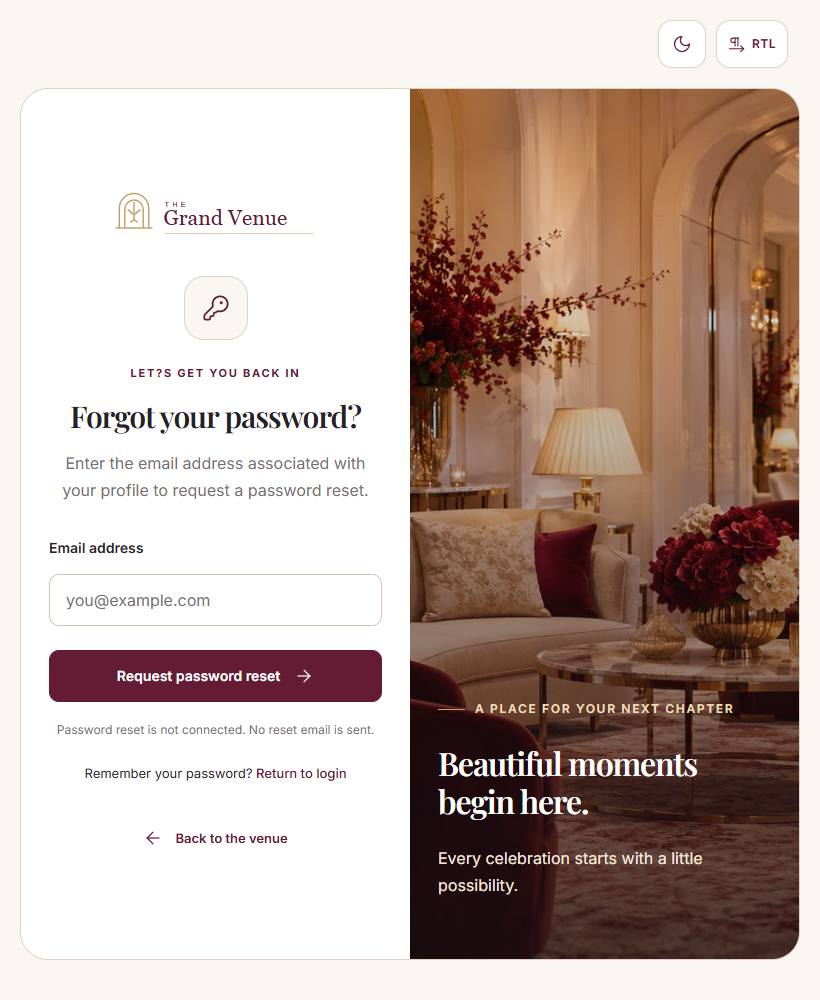 RTL
THE
Grand Venue
LET?S GET YOU BACK IN
Forgot your password?
Enter the email address associated with
your profile to request a password reset.
Email address
you@example.com
Request password reset
Password reset is not connected. No reset email is sent.
Remember your password? Return to login
Back to the venue
A PLACE FOR YOUR NEXT CHAPTER
Beautiful moments
begin here.
Every celebration starts with a little
possibility.